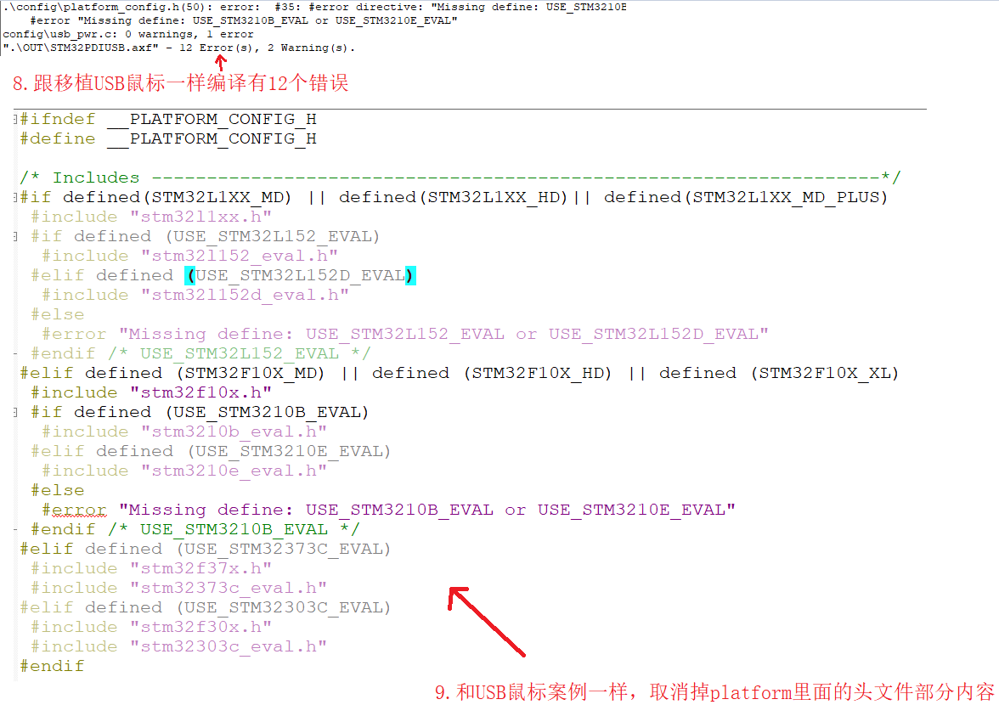 .\config\platform_config.h(50): error:  #35: #error directive: "Missing define: USE_STM3210E
#error "Missing define: USE_STM3210B_EVAL or USE_STM3210E_EVAL"
config\usb_pwr.c: 0 warnings, 1 error
".\OUT\STM32PDIUSB.axf" - 12 Error(s), 2 Warning(s).
8.跟移植USB鼠标一样编译有12个错误
#ifndef __PLATFORM_CONFIG_H
#define __PLATFORM_CONFIG_H
/* Includes ------------------------------------------------------------------*/
#if defined(STM32L1XX_MD) || defined(STM32L1XX_HD)|| defined(STM32L1XX_MD_PLUS)
#include "stm32l1xx.h"
#if defined (USE_STM32L152_EVAL)
#include "stm32l152_eval.h"
#elif defined (USE_STM32L152D_EVAL)
#include "stm32l152d_eval.h"
#else
#error "Missing define: USE_STM32L152_EVAL or USE_STM32L152D_EVAL"
#endif /* USE_STM32L152_EVAL */
#elif defined (STM32F10X_MD) || defined (STM32F10X_HD) || defined (STM32F10X_XL)
#include "stm32f10x.h"
#if defined (USE_STM3210B_EVAL)
#include "stm3210b_eval.h"
#elif defined (USE_STM3210E_EVAL)
#include "stm3210e_eval.h"
#else
#error "Missing define: USE_STM3210B_EVAL or USE_STM3210E_EVAL"
#endif /* USE_STM3210B_EVAL */
#elif defined (USE_STM32373C_EVAL)
#include "stm32f37x.h"
#include "stm32373c_eval.h"
#elif defined (USE_STM32303C_EVAL)
#include "stm32f30x.h"
#include "stm32303c_eval.h"
#endif
9.和USB鼠标案例一样，取消掉platform里面的头文件部分内容